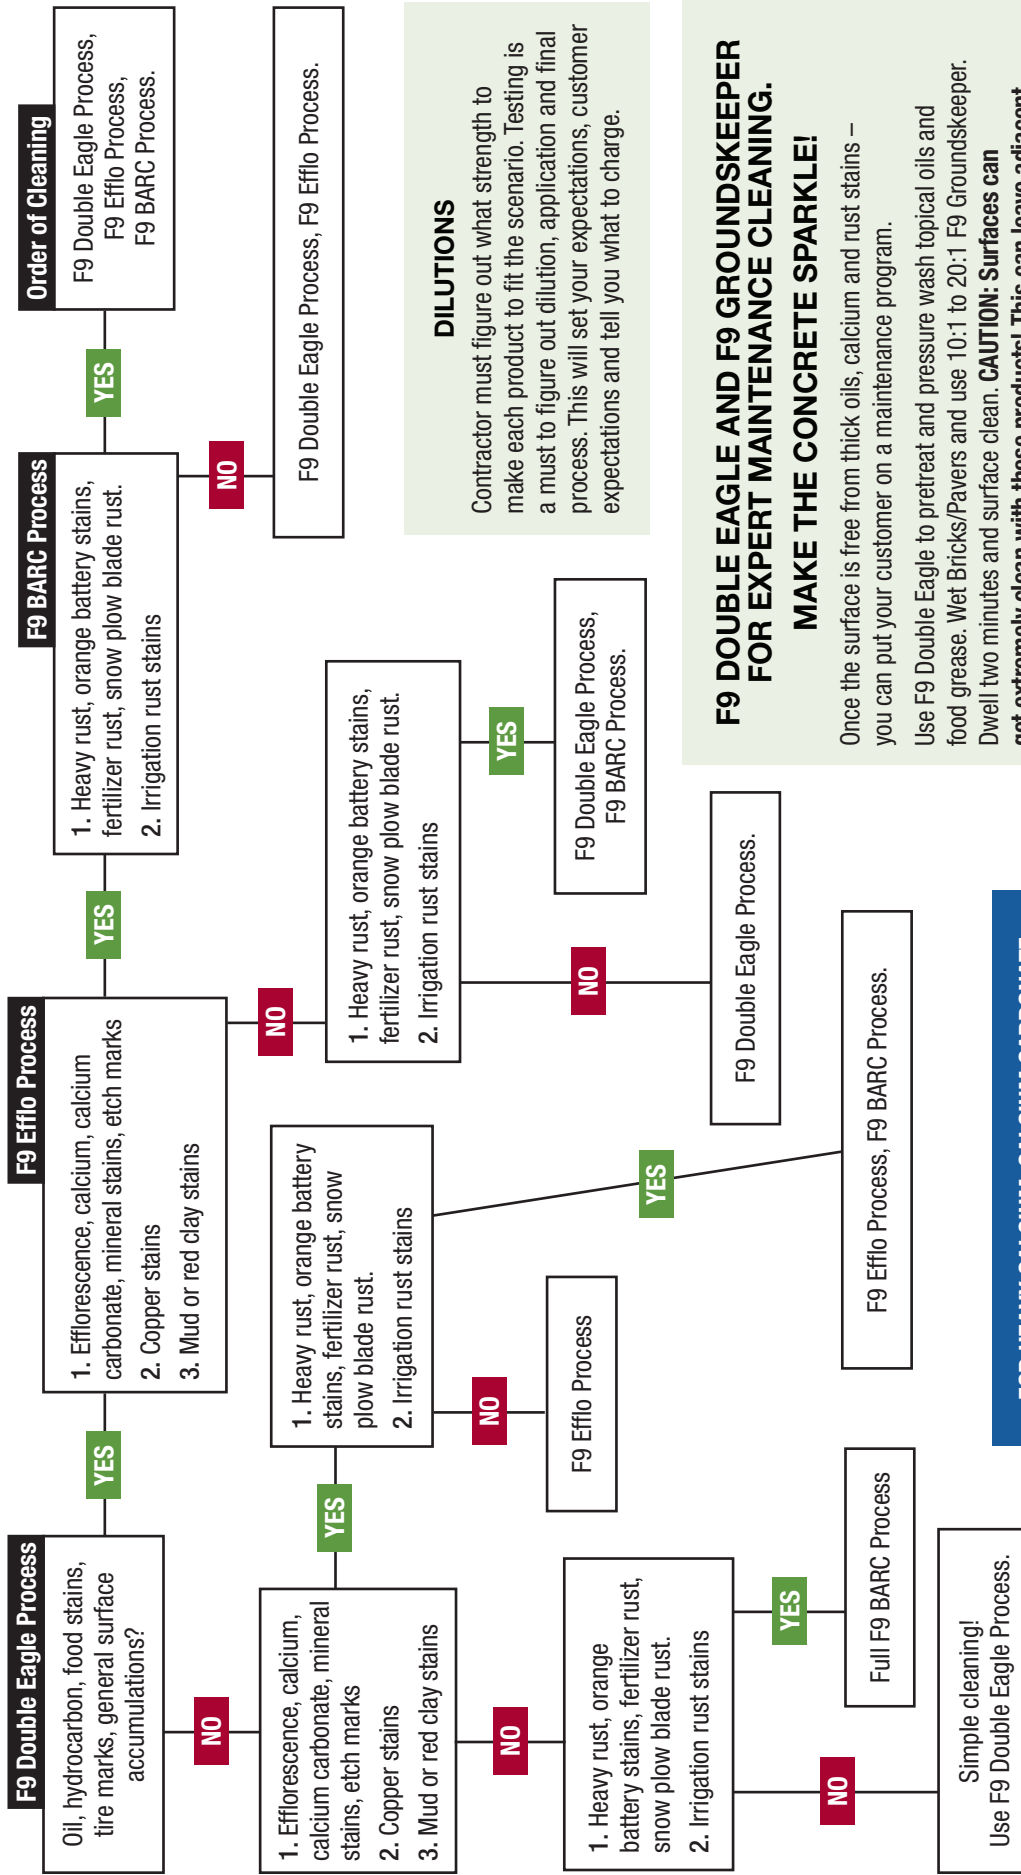 F9 Double Eagle Process
Oil, hydrocarbon, food stains,
tire marks, general surface
accumulations?
YES
F9 Efflo Process
1. Efflorescence, calcium, calcium
carbonate, mineral stains, etch marks
2. Copper stains
3. Mud or red clay stains
YES
F9 BARC Process
1. Heavy rust, orange battery stains,
fertilizer rust, snow plow blade rust.
2. Irrigation rust stains
YES
Order of Cleaning
F9 Double Eagle Process,
F9 Efflo Process,
F9 BARC Process.
NO
F9 Double Eagle Process, F9 Efflo Process.
NO
1. Heavy rust, orange battery stains,
fertilizer rust, snow plow blade rust.
2. Irrigation rust stains
YES
F9 Double Eagle Process,
F9 BARC Process.
NO
F9 Double Eagle Process.
NO
1. Efflorescence, calcium,
calcium carbonate, mineral
stains, etch marks
2. Copper stains
3. Mud or red clay stains
YES
1. Heavy rust, orange battery
stains, fertilizer rust, snow
plow blade rust.
2. Irrigation rust stains
YES
F9 Efflo Process, F9 BARC Process.
NO
F9 Efflo Process
NO
1. Heavy rust, orange
battery stains, fertilizer rust,
snow plow blade rust.
2. Irrigation rust stains
YES
Full F9 BARC Process
NO
Simple cleaning!
Use F9 Double Eagle Process.
DILUTIONS
Contractor must figure out what strength to
make each product to fit the scenario. Testing is
a must to figure out dilution, application and final
process. This will set your expectations, customer
expectations and tell you what to charge.
F9 DOUBLE EAGLE AND F9 GROUNDSKEEPER
FOR EXPERT MAINTENANCE CLEANING.
MAKE THE CONCRETE SPARKLE!
Once the surface is free from thick oils, calcium and rust stains –
you can put your customer on a maintenance program.
Use F9 Double Eagle to pretreat and pressure wash topical oils and
food grease. Wet Bricks/Pavers and use 10:1 to 20:1 F9 Groundskeeper.
Dwell two minutes and surface clean. CAUTION: Surfaces can
get extremely clean with these products! This can leave adjacent